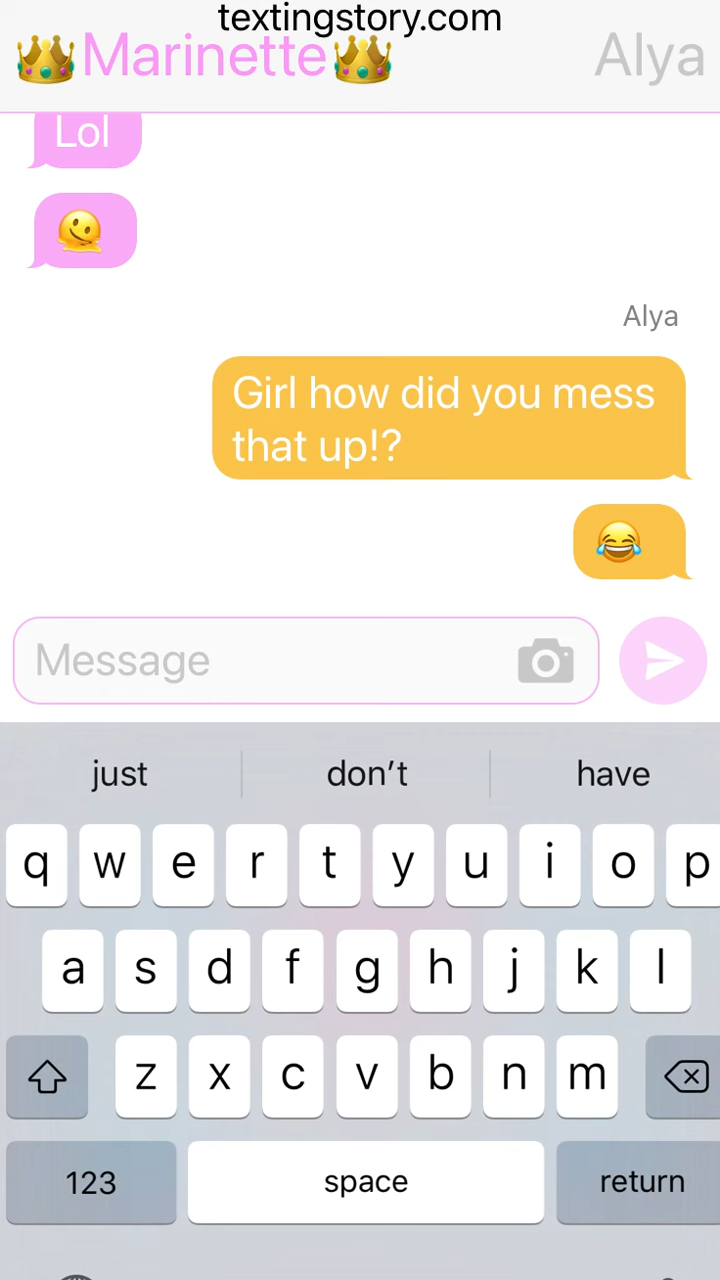 textingstory.com
👑Marinette👑 Alya
Lol
🫠
Alya
Girl how did you mess
that up!?
😂
Message
just don’t have
q w e r t y u i o p
a s d f g h j k l
z x c v b n m
123 space return